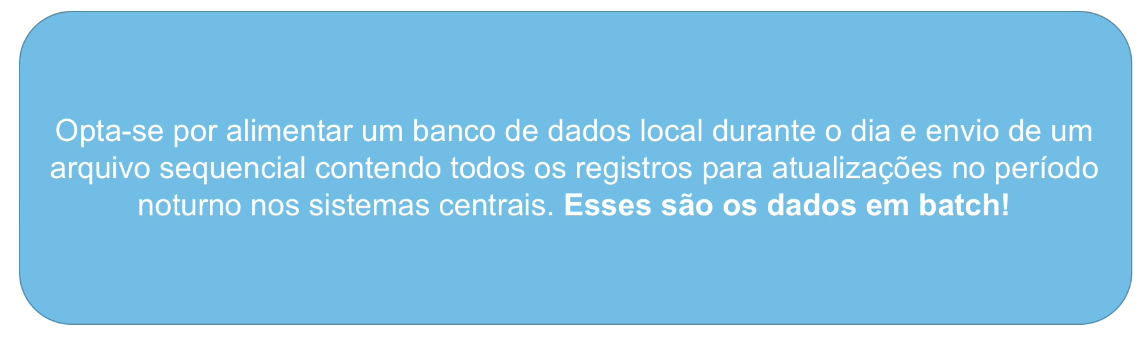 Opta-se por alimentar um banco de dados local durante o dia e envio de um
arquivo sequencial contendo todos os registros para atualizações no período
noturno nos sistemas centrais. Esses são os dados em batch!